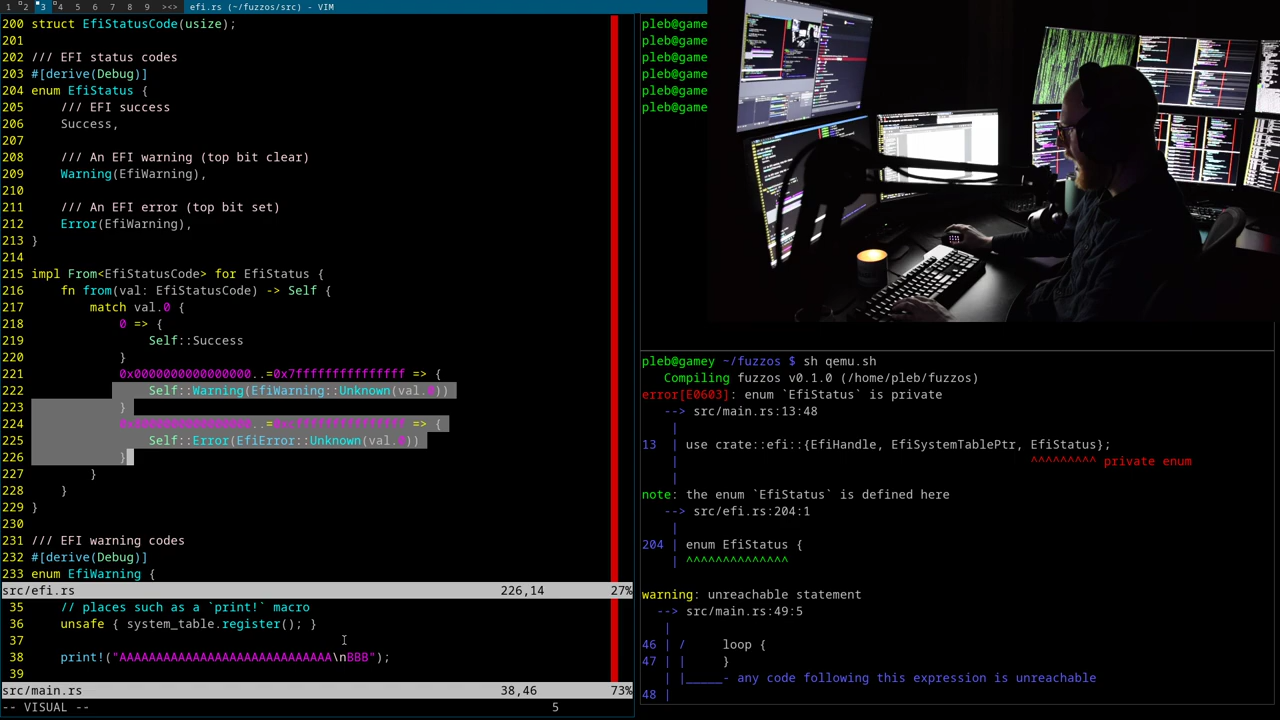 1 2 3 4 5 6 7 8 9 ><> efi.rs (~/fuzzos/src) - VIM
200 struct EfiStatusCode(usize);
201
202 /// EFI status codes
203 #[derive(Debug)]
204 enum EfiStatus {
205     /// EFI success
206     Success,
207
208     /// An EFI warning (top bit clear)
209     Warning(EfiWarning),
210
211     /// An EFI error (top bit set)
212     Error(EfiWarning),
213 }
214
215 impl From<EfiStatusCode> for EfiStatus {
216     fn from(val: EfiStatusCode) -> Self {
217         match val.0 {
218             0 => {
219                 Self::Success
220             }
221             0x0000000000000000..=0x7fffffffffffffff => {
222                 Self::Warning(EfiWarning::Unknown(val.0))
223             }
224             => {
225                 Self::Error(EfiError::Unknown(val.0))
226             }
227         }
228     }
229 }
230
231 /// EFI warning codes
232 #[derive(Debug)]
233 enum EfiWarning {
src/efi.rs 226,14 27%
35     // places such as a `print!` macro
36     unsafe { system_table.register(); }
37
38     print!("AAAAAAAAAAAAAAAAAAAAAAAAAAAAA\nBBB");
39
src/main.rs 38,46 73%
-- VISUAL -- 5
pleb@game
pleb@game
pleb@game
pleb@game
pleb@game
pleb@game
pleb@gamey ~/fuzzos $ sh qemu.sh
   Compiling fuzzos v0.1.0 (/home/pleb/fuzzos)
error[E0603]: enum `EfiStatus` is private
  --> src/main.rs:13:48
   |
13 | use crate::efi::{EfiHandle, EfiSystemTablePtr, EfiStatus};
   |                                                ^^^^^^^^^ private enum
   |
note: the enum `EfiStatus` is defined here
  --> src/efi.rs:204:1
   |
204 | enum EfiStatus {
    | ^^^^^^^^^^^^^^
warning: unreachable statement
  --> src/main.rs:49:5
   |
46 | /     loop {
47 | |     }
   | |_____- any code following this expression is unreachable
48 |